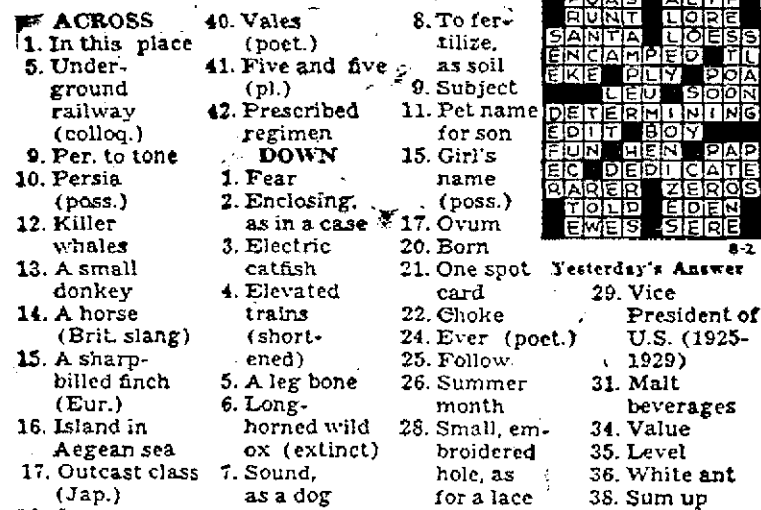 ACROSS
1. In this place
5. Under-
ground
railway
(colloq.)
9. Per. to tone
10. Persia
(poss.)
12. Killer
whales
13. A small
donkey
14. A horse
(Brit. slang)
15. A sharp-
billed finch
(Eur.)
16. Island in
Aegean sea
17. Outcast class
(Jap.)
40. Vales
(poet.)
41. Five and five
(pl.)
42. Prescribed
regimen
DOWN
1. Fear
2. Enclosing,
as in a case
3. Electric
catfish
4. Elevated
trains
(short-
ened)
5. A leg bone
6. Long-
horned wild
ox (extinct)
7. Sound,
as a dog
8. To fer-
tilize,
as soil
9. Subject
11. Pet name
for son
15. Girl's
name
(poss.)
17. Ovum
20. Born
21. One spot
card
22. Choke
24. Ever (poet.)
25. Follow
26. Summer
month
28. Small, em-
broidered
hole, as
for a lace
RUNT LORE
SANTA LOESS
ENCAMPED TL
EKE PLY POA
LEU SOON
DETERMINING
EDIT BOY
FUN HEN PAP
EC DEDICATE
RARER ZEROS
TOLD EDEN
EWES SERE
8-2
Yesterday's Answer
29. Vice
President of
U.S. (1925-
1929)
31. Malt
beverages
34. Value
35. Level
36. White ant
38. Sum up